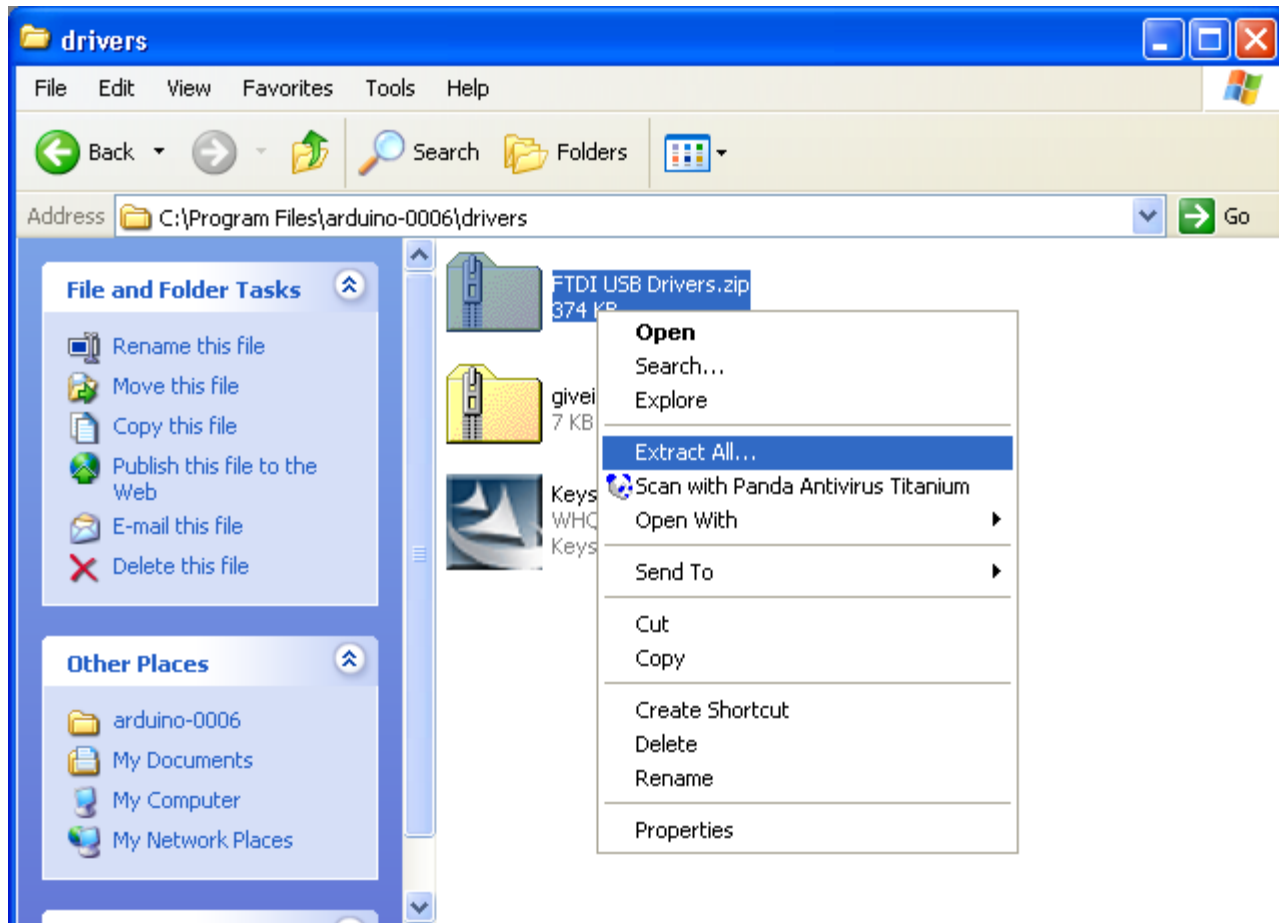 drivers
File Edit View Favorites Tools Help
Back Search Folders
Address C:\Program Files\arduino-0006\drivers Go
File and Folder Tasks
Rename this file
Move this file
Copy this file
Publish this file to the
Web
E-mail this file
Delete this file
Other Places
arduino-0006
My Documents
My Computer
My Network Places
FTDI USB Drivers.zip
374 KB
givei
7 KB
Keys
WHQ
Keys
Open
Search...
Explore
Extract All...
Scan with Panda Antivirus Titanium
Open With
Send To
Cut
Copy
Create Shortcut
Delete
Rename
Properties